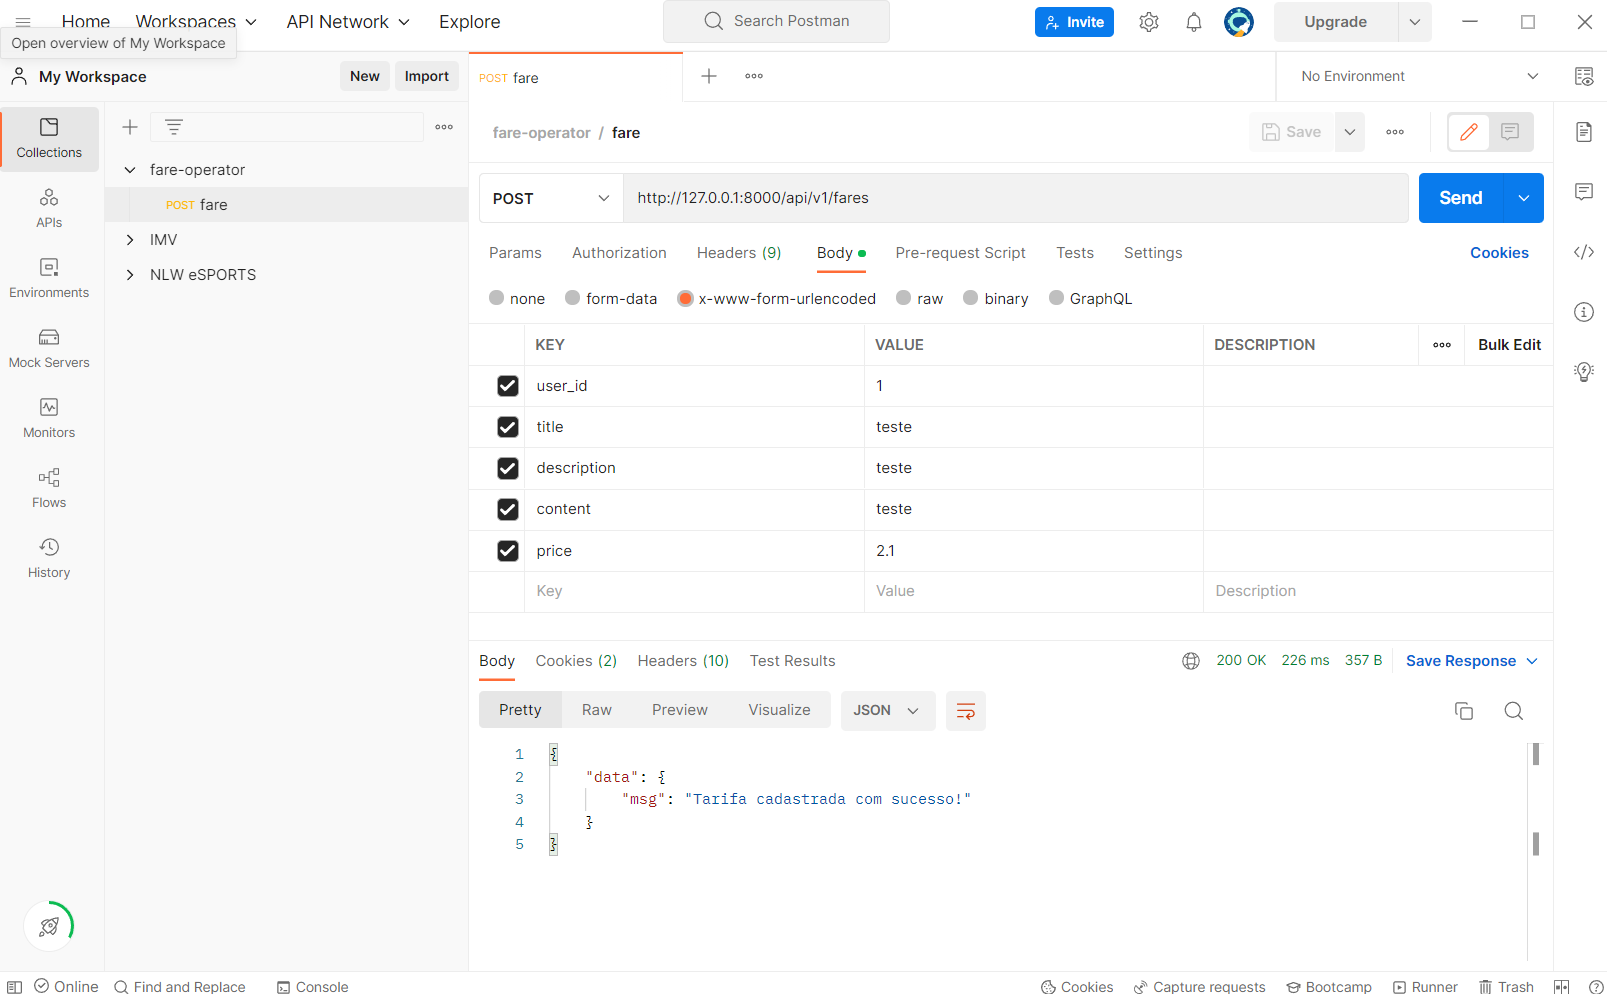 Home Workspaces API Network Explore Search Postman Invite Upgrade
Open overview of My Workspace
My Workspace New Import POST fare No Environment
Collections
APIs
Environments
Mock Servers
Monitors
Flows
History
fare-operator
POST fare
IMV
NLW eSPORTS
fare-operator / fare Save
POST http://127.0.0.1:8000/api/v1/fares Send
Params Authorization Headers (9) Body Pre-request Script Tests Settings Cookies
none form-data x-www-form-urlencoded raw binary GraphQL
KEY VALUE DESCRIPTION Bulk Edit
user_id 1
title teste
description teste
content teste
price 2.1
Key Value Description
Body Cookies (2) Headers (10) Test Results 200 OK 226 ms 357 B Save Response
Pretty Raw Preview Visualize JSON
1 {
2 "data": {
3 "msg": "Tarifa cadastrada com sucesso!"
4 }
5 }
Online Find and Replace Console Cookies Capture requests Bootcamp Runner Trash